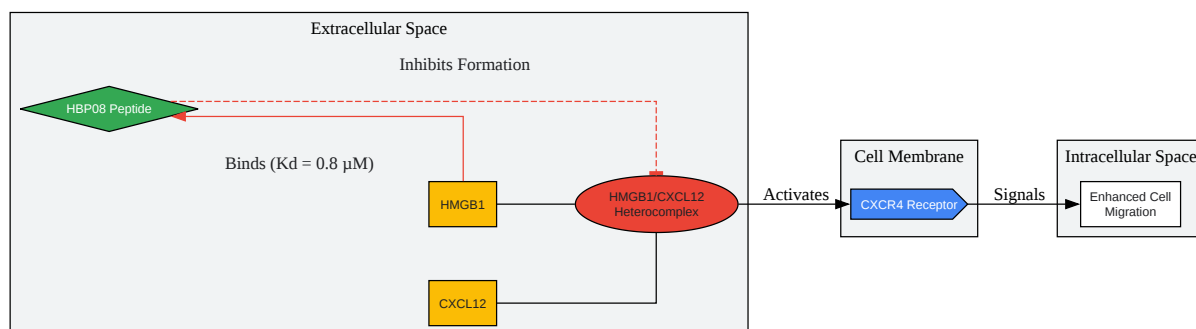 Extracellular Space
Inhibits Formation
HBP08 Peptide
Binds (Kd = 0.8 µM)
HMGB1
HMGB1/CXCL12
Heterocomplex
CXCL12
Activates
Cell Membrane
CXCR4 Receptor
Signals
Intracellular Space
Enhanced Cell
Migration